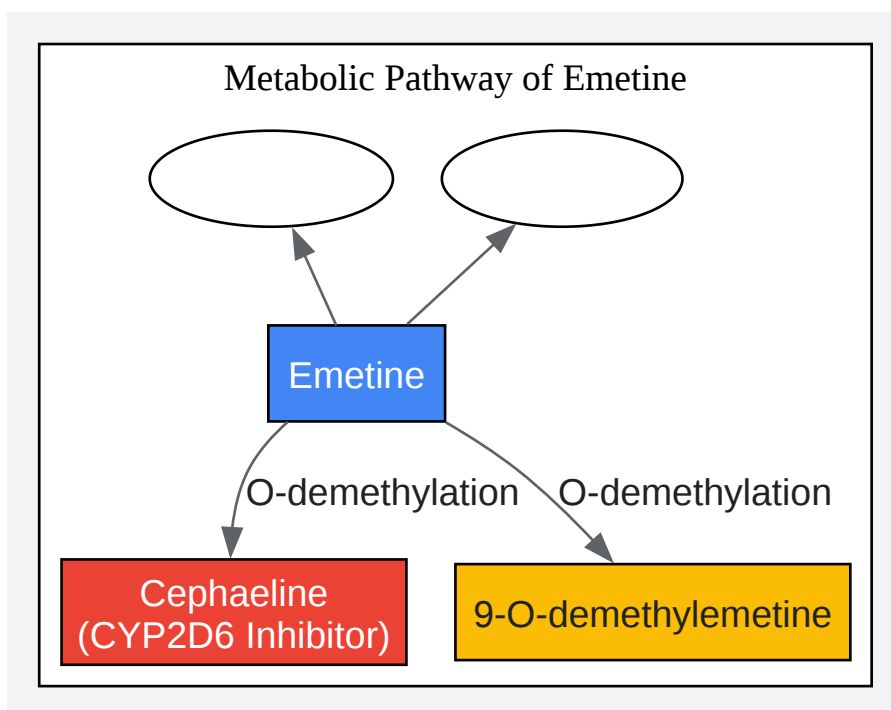 Metabolic Pathway of Emetine
Emetine
O-demethylation
O-demethylation
Cephaeline
(CYP2D6 Inhibitor)
9-O-demethylemetine